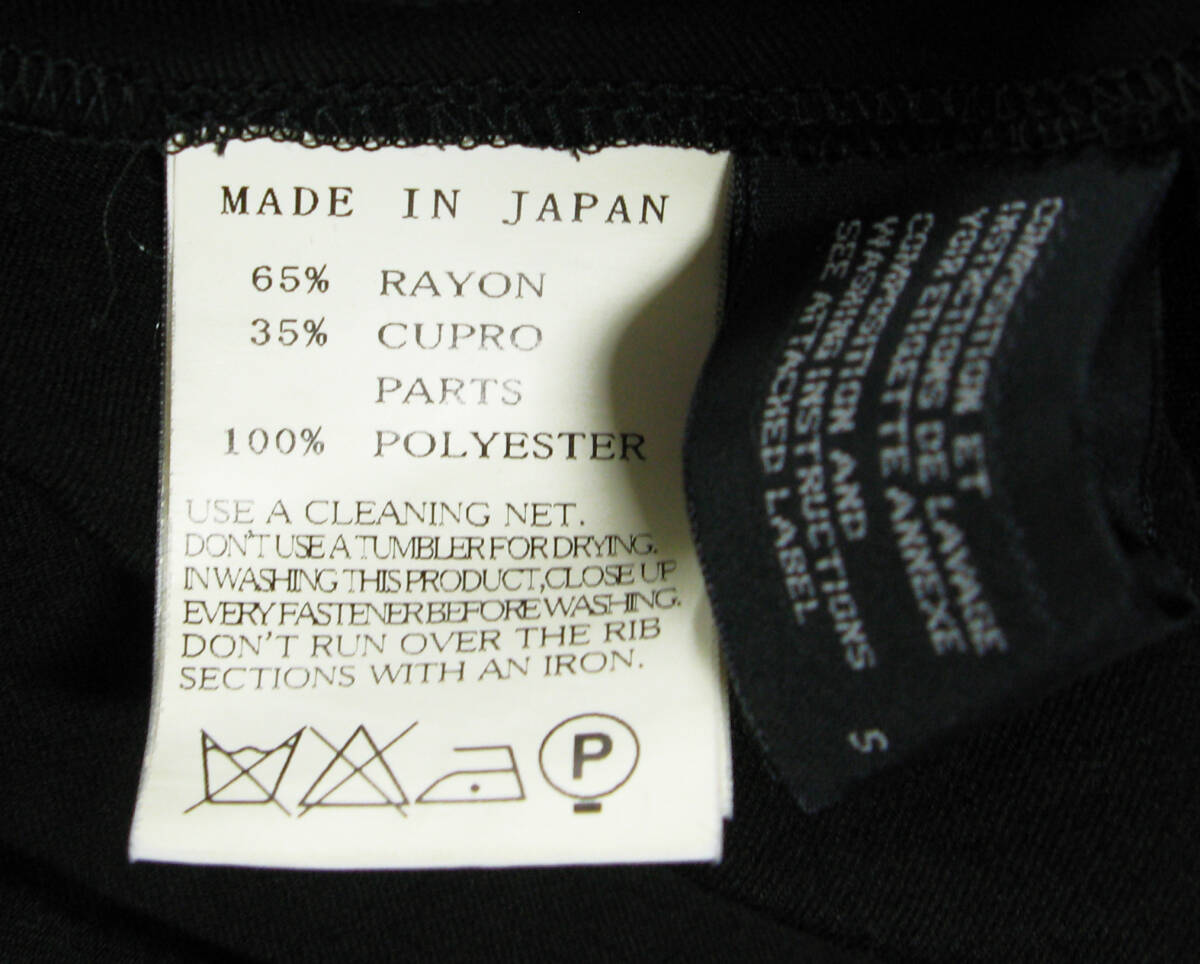 MADE IN JAPAN
65% RAYON
35% CUPRO
PARTS
100% POLYESTER
USE A CLEANING NET.
DON'T USE A TUMBLER FOR DRYING.
IN WASHING THIS PRODUCT,CLOSE UP
EVERY FASTENER BEFORE WASHING.
DON'T RUN OVER THE RIB
SECTIONS WITH AN IRON.
P
COMPOSITION ET
INSTRUCTIONS DE LAVAGE
VOIR ETIQUETTE ANNEXE
COMPOSITION AND
WASHING INSTRUCTIONS
SEE ATTACHED LABEL
S